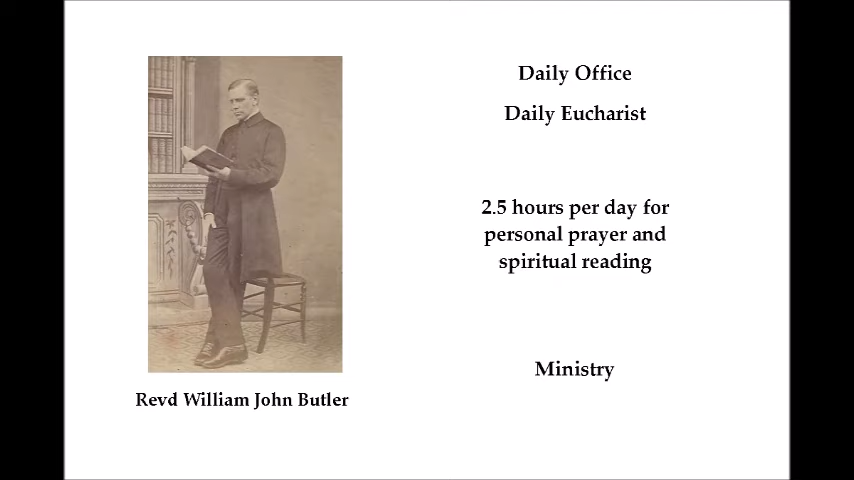 Daily Office
Daily Eucharist
2.5 hours per day for
personal prayer and
spiritual reading
Ministry
Revd William John Butler